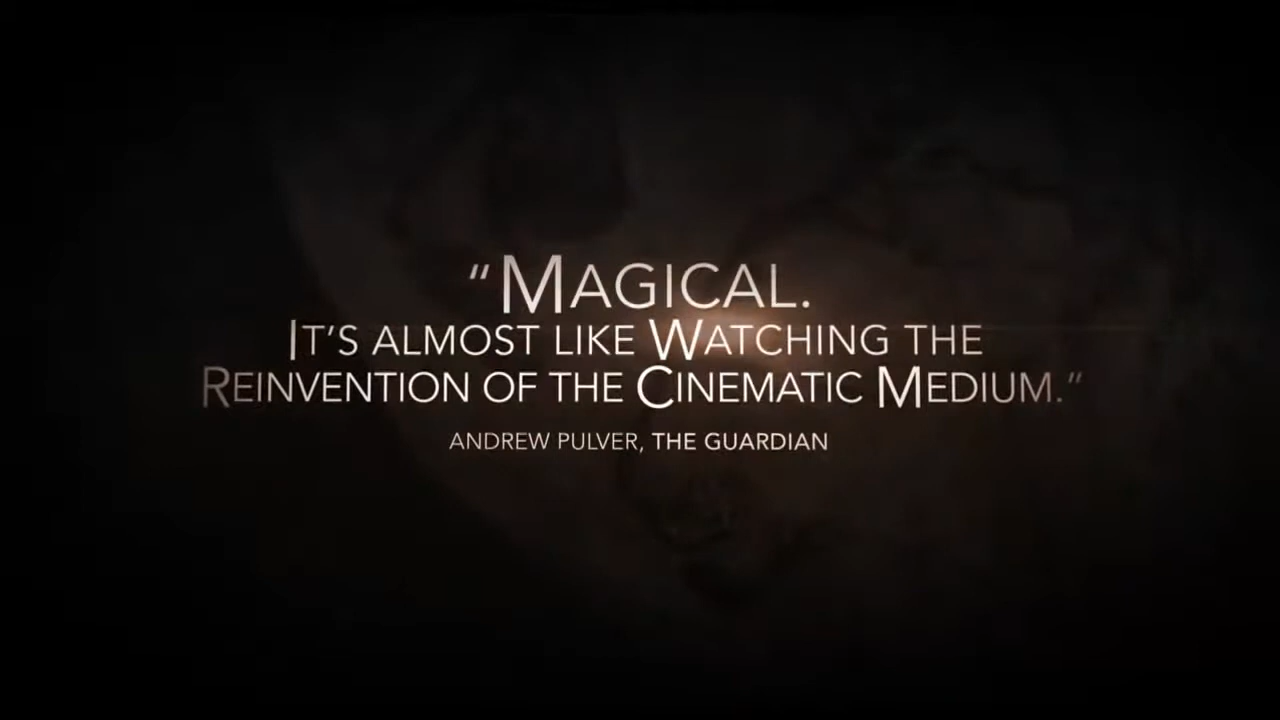 “MAGICAL.
IT’S ALMOST LIKE WATCHING THE
REINVENTION OF THE CINEMATIC MEDIUM.”
ANDREW PULVER, THE GUARDIAN